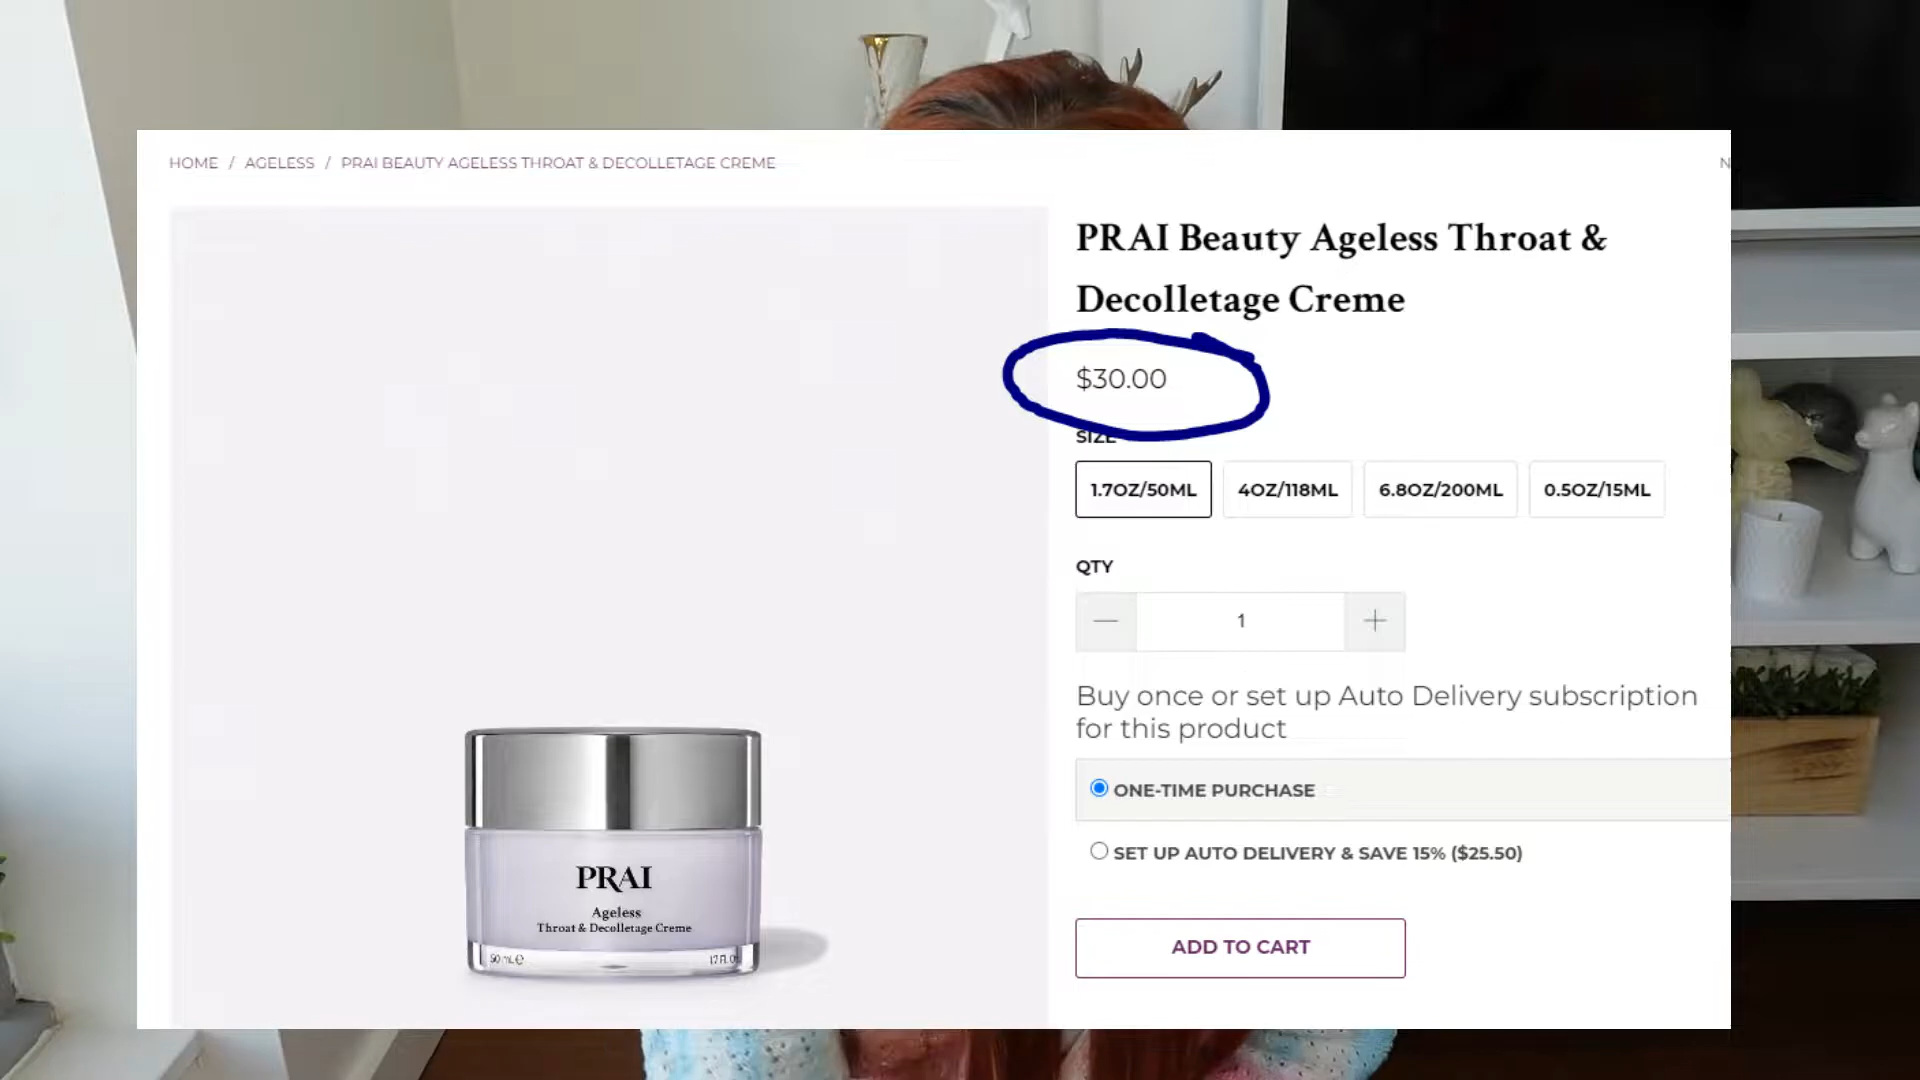 HOME / AGELESS / PRAI BEAUTY AGELESS THROAT & DECOLLETAGE CREME
N
PRAI Beauty Ageless Throat &
Decolletage Creme
$30.00
SIZE
1.7OZ/50ML
4OZ/118ML
6.8OZ/200ML
0.5OZ/15ML
QTY
1
Buy once or set up Auto Delivery subscription
for this product
ONE-TIME PURCHASE
SET UP AUTO DELIVERY & SAVE 15% ($25.50)
ADD TO CART
PRAI
Ageless
Throat & Decolletage Creme
50 mL ℮